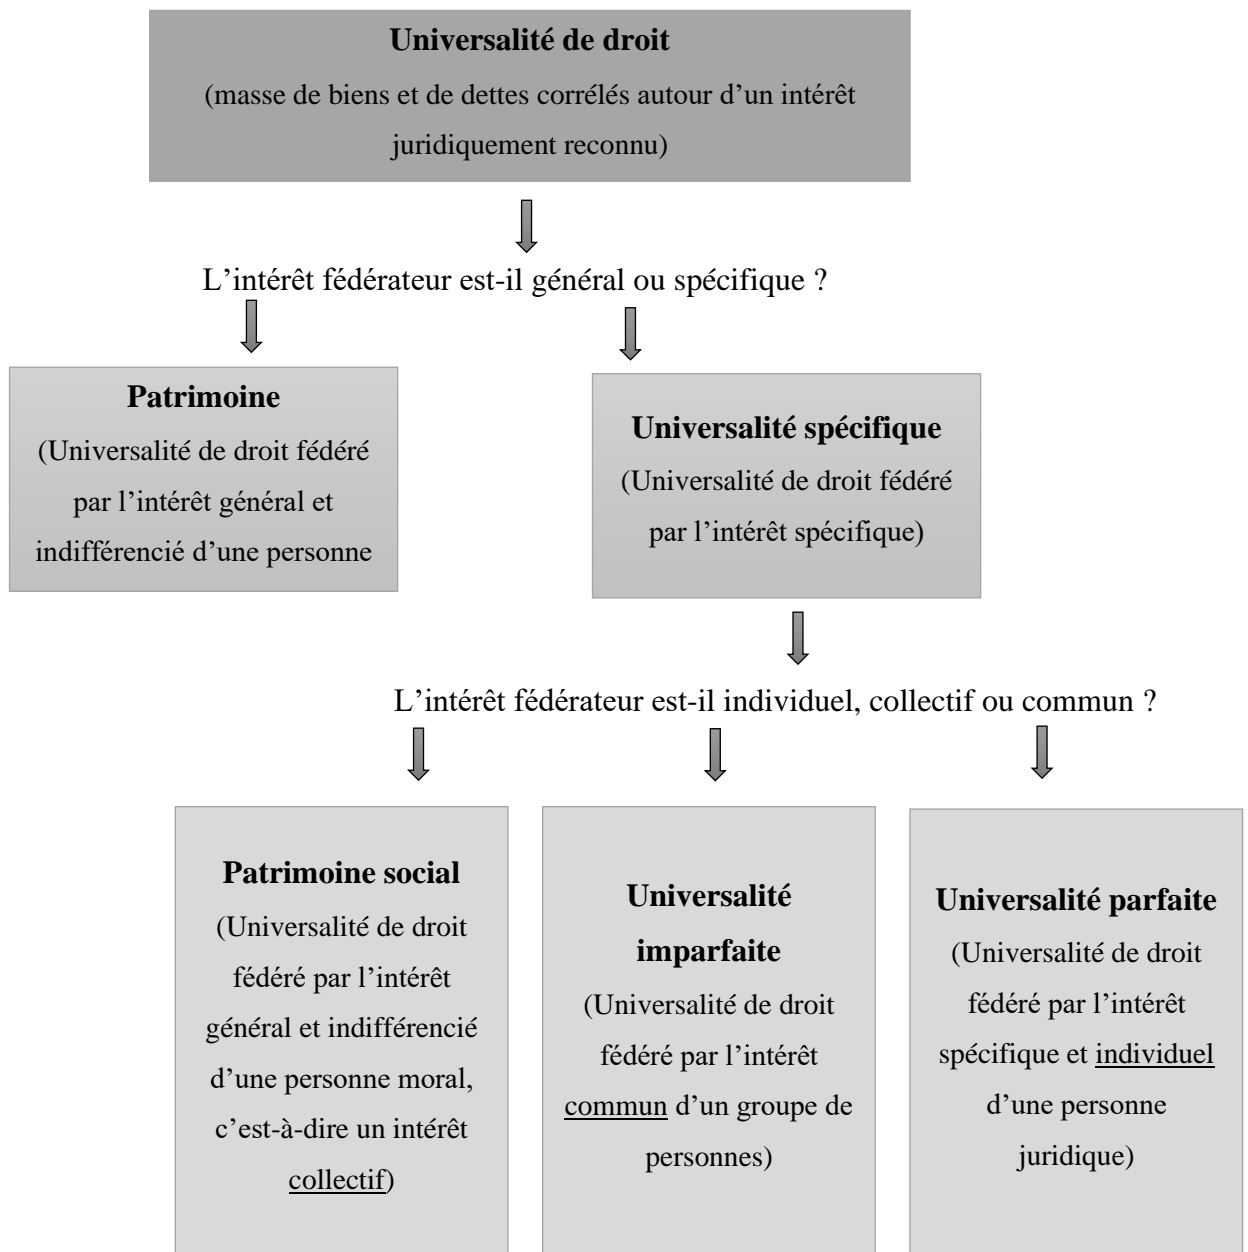 Universalité de droit
(masse de biens et de dettes corrélés autour d’un intérêt
juridiquement reconnu)
L’intérêt fédérateur est-il général ou spécifique ?
Patrimoine
(Universalité de droit fédéré
par l’intérêt général et
indifférencié d’une personne
Universalité spécifique
(Universalité de droit fédéré
par l’intérêt spécifique)
L’intérêt fédérateur est-il individuel, collectif ou commun ?
Patrimoine social
(Universalité de droit
fédéré par l’intérêt
général et indifférencié
d’une personne moral,
c’est-à-dire un intérêt
collectif)
Universalité
imparfaite
(Universalité de droit
fédéré par l’intérêt
commun d’un groupe de
personnes)
Universalité parfaite
(Universalité de droit
fédéré par l’intérêt
spécifique et individuel
d’une personne
juridique)